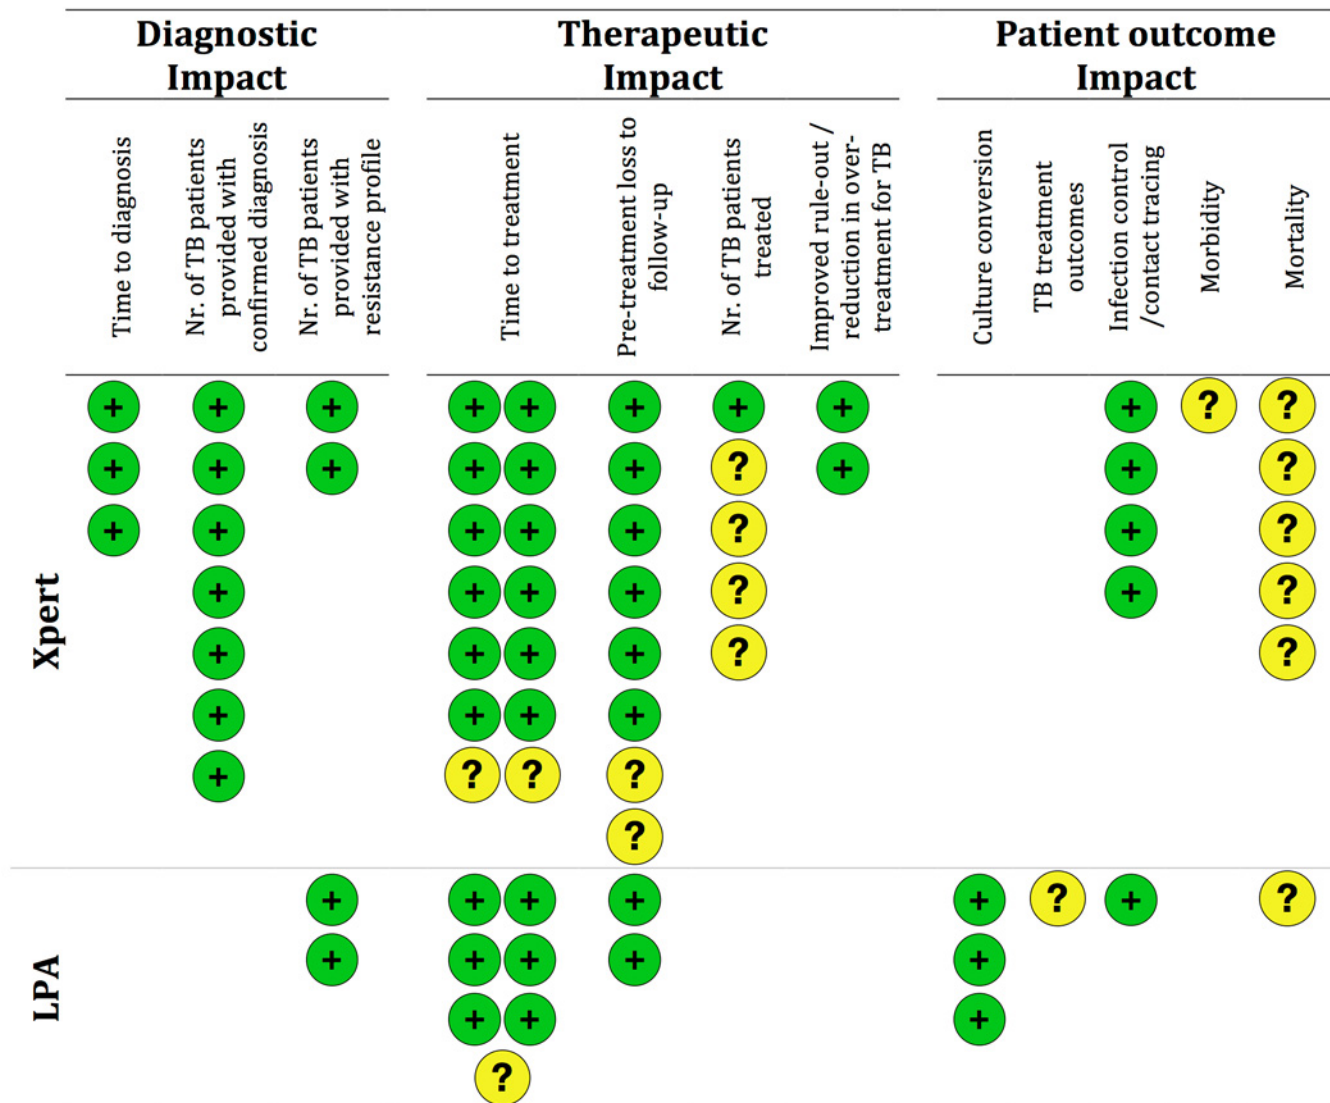 Diagnostic
Impact
Therapeutic
Impact
Patient outcome
Impact
Time to diagnosis
Nr. of TB patients
provided with
confirmed diagnosis
Nr. of TB patients
provided with
resistance profile
Time to treatment
Pre-treatment loss to
follow-up
Nr. of TB patients
treated
Improved rule-out /
reduction in over-
treatment for TB
Culture conversion
TB treatment
outcomes
Infection control
/contact tracing
Morbidity
Mortality
Xpert
+ + + + + + + + + ? ?
+ + + + + + ? + + ?
+ + + + + ? + ?
+ + + + ? + ?
+ + + + ? ?
+ + + +
+ ? ? ?
?
LPA
+ + + + + ? + ?
+ + + + +
+ + +
?